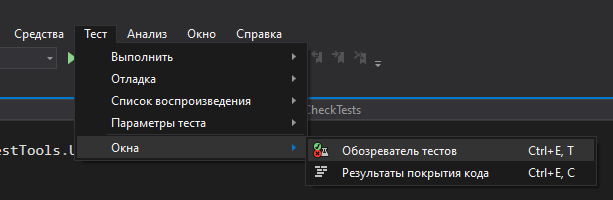 Средства Тест Анализ Окно Справка
Выполнить
Отладка
Список воспроизведения
CheckTests
Параметры теста
Окна
estTools.U
Обозреватель тестов Ctrl+E, T
Результаты покрытия кода Ctrl+E, C